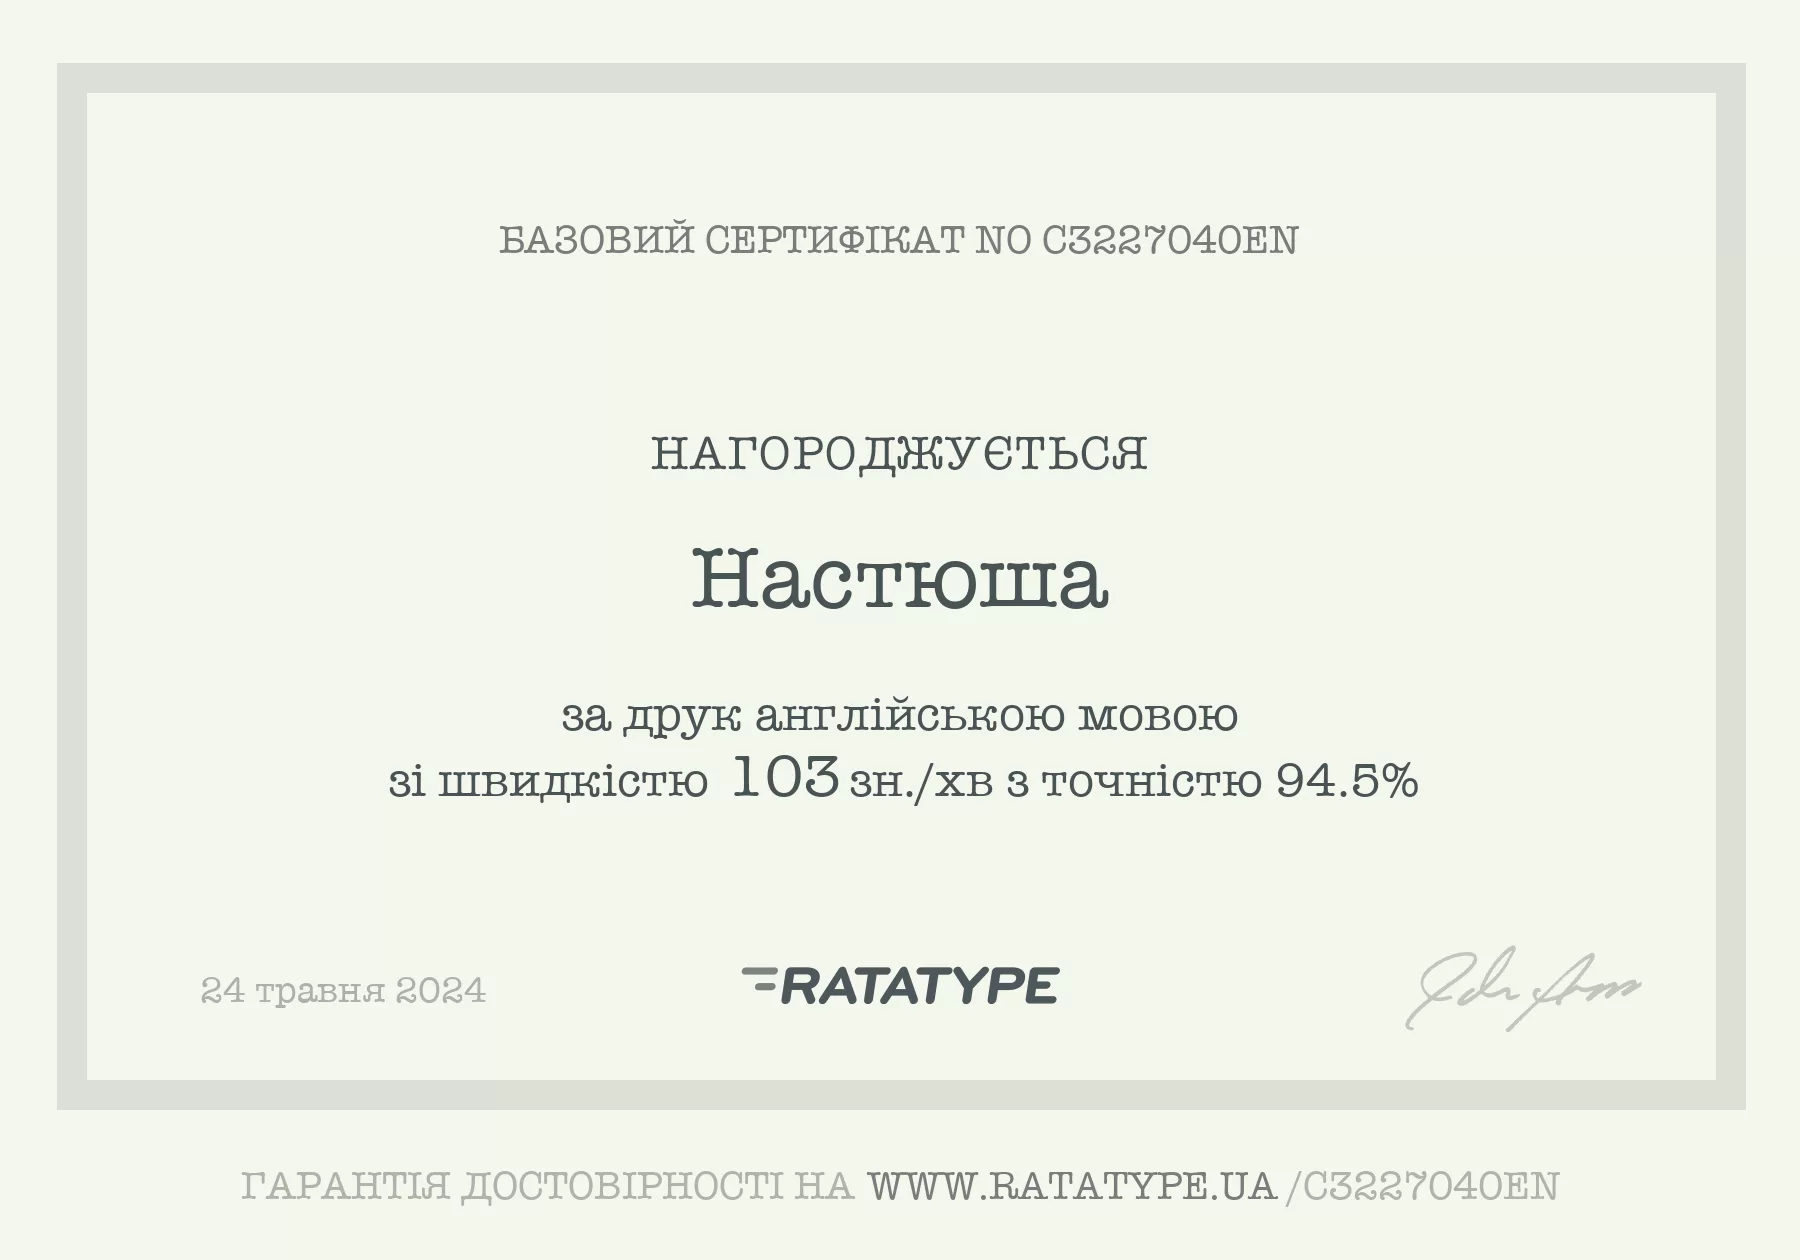 БАЗОВИЙ СЕРТИФІКАТ NO C3227040EN
НАГОРОДЖУЄТЬСЯ
Настюша
за друк англійською мовою
зі швидкістю 103 зн./хв з точністю 94.5%
24 травня 2024
RATATYPE
ГАРАНТІЯ ДОСТОВІРНОСТІ НА WWW.RATATYPE.UA /C3227040EN